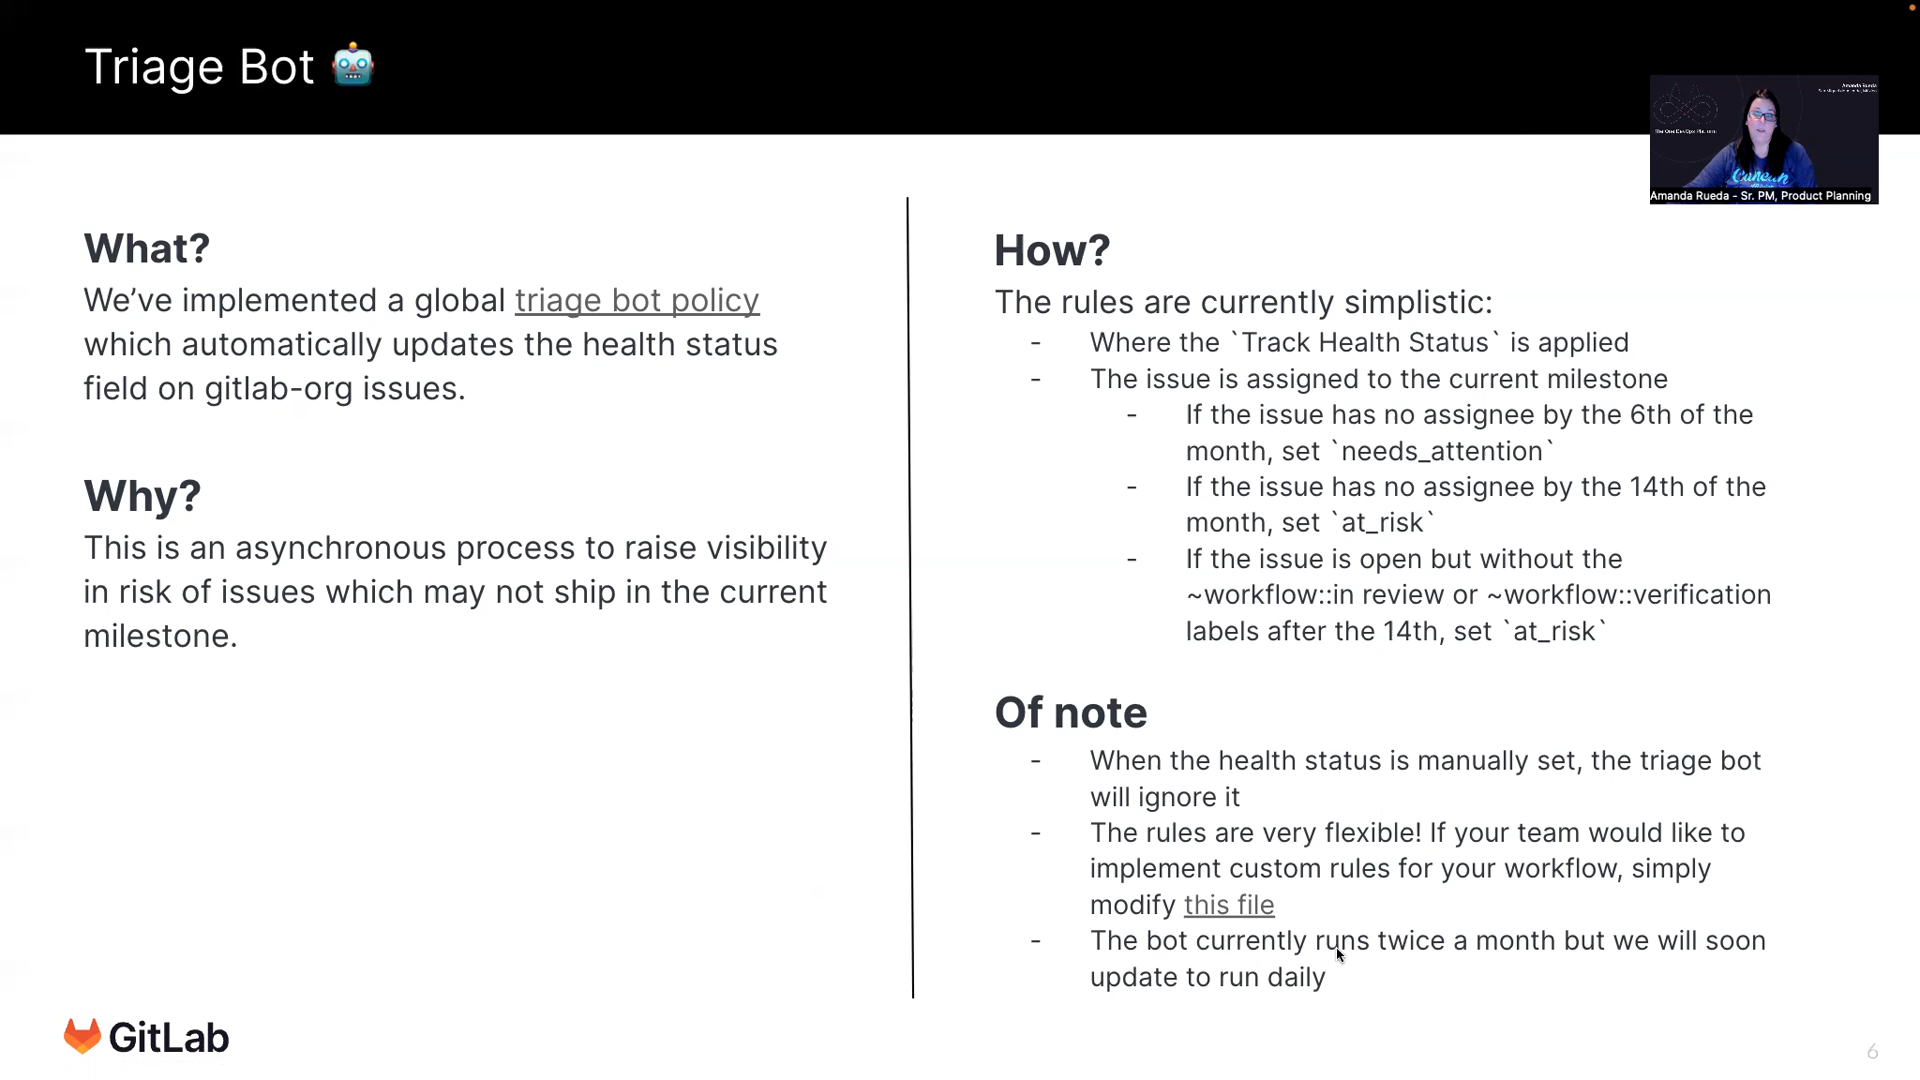 Triage Bot 🤖
Amanda Rueda
Amanda Rueda - Sr. PM, Product Planning
What?
We’ve implemented a global triage bot policy
which automatically updates the health status
field on gitlab-org issues.
Why?
This is an asynchronous process to raise visibility
in risk of issues which may not ship in the current
milestone.
How?
The rules are currently simplistic:
- Where the `Track Health Status` is applied
- The issue is assigned to the current milestone
- If the issue has no assignee by the 6th of the
month, set `needs_attention`
- If the issue has no assignee by the 14th of the
month, set `at_risk`
- If the issue is open but without the
~workflow::in review or ~workflow::verification
labels after the 14th, set `at_risk`
Of note
- When the health status is manually set, the triage bot
will ignore it
- The rules are very flexible! If your team would like to
implement custom rules for your workflow, simply
modify this file
- The bot currently runs twice a month but we will soon
update to run daily
GitLab
6